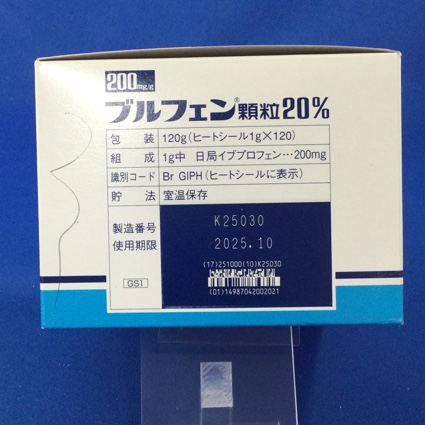 200mg/g
ブルフェン®顆粒20%
包装 120g(ヒートシール1g×120)
組成 1g中 日局イブプロフェン…200mg
識別コード Br GIPH(ヒートシールに表示)
貯法 室温保存
製造番号 K25030
使用期限 2025.10
(17)251000(10)K25030
GS1
(01)14987042002021